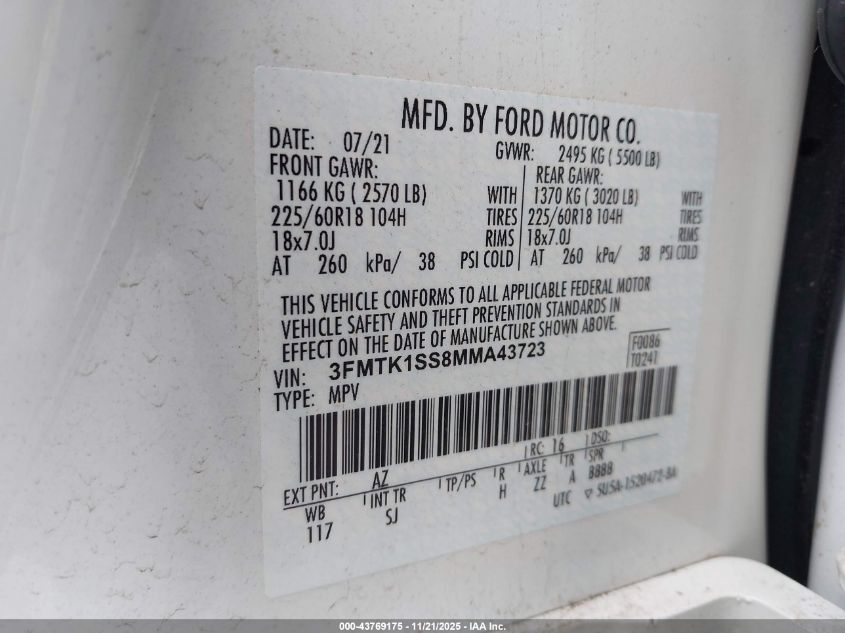 MFD. BY FORD MOTOR CO.
DATE: 07/21 GVWR: 2495 KG ( 5500 LB)
FRONT GAWR: REAR GAWR:
1166 KG ( 2570 LB) WITH 1370 KG ( 3020 LB) WITH
225/60R18 104H TIRES 225/60R18 104H TIRES
18x7.0J RIMS 18x7.0J RIMS
AT 260 kPa/ 38 PSI COLD AT 260 kPa/ 38 PSI COLD
THIS VEHICLE CONFORMS TO ALL APPLICABLE FEDERAL MOTOR
VEHICLE SAFETY AND THEFT PREVENTION STANDARDS IN
EFFECT ON THE DATE OF MANUFACTURE SHOWN ABOVE.
VIN: 3FMTK1SS8MMA43723 F0086
TYPE: MPV T0241
EXT PNT: AZ RC: 16 DSO:
WB INT TR TP/PS R AXLE TR SPR
117 SJ H ZZ A 8888
UTC ▽ SU5A-1520472-BA
000-43769175 - 11/21/2025 - IAA Inc.